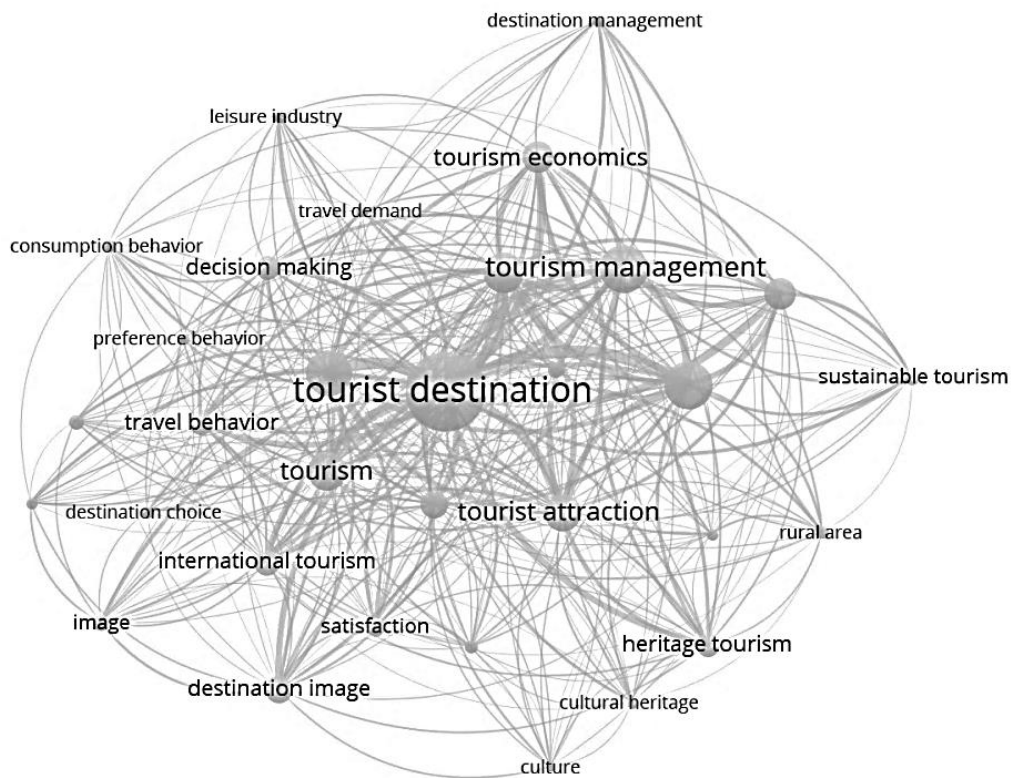 destination management
leisure industry
tourism economics
travel demand
consumption behavior
decision making
tourism management
preference behavior
sustainable tourism
tourist destination
travel behavior
tourism
destination choice
tourist attraction
rural area
international tourism
image
satisfaction
heritage tourism
destination image
cultural heritage
culture